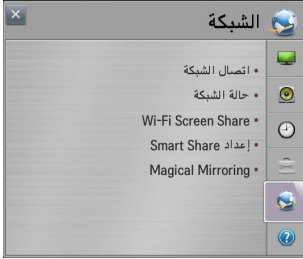 الشبكة
• اتصال الشبكة
• حالة الشبكة
• Wi-Fi Screen Share
• إعداد Smart Share
• Magical Mirroring